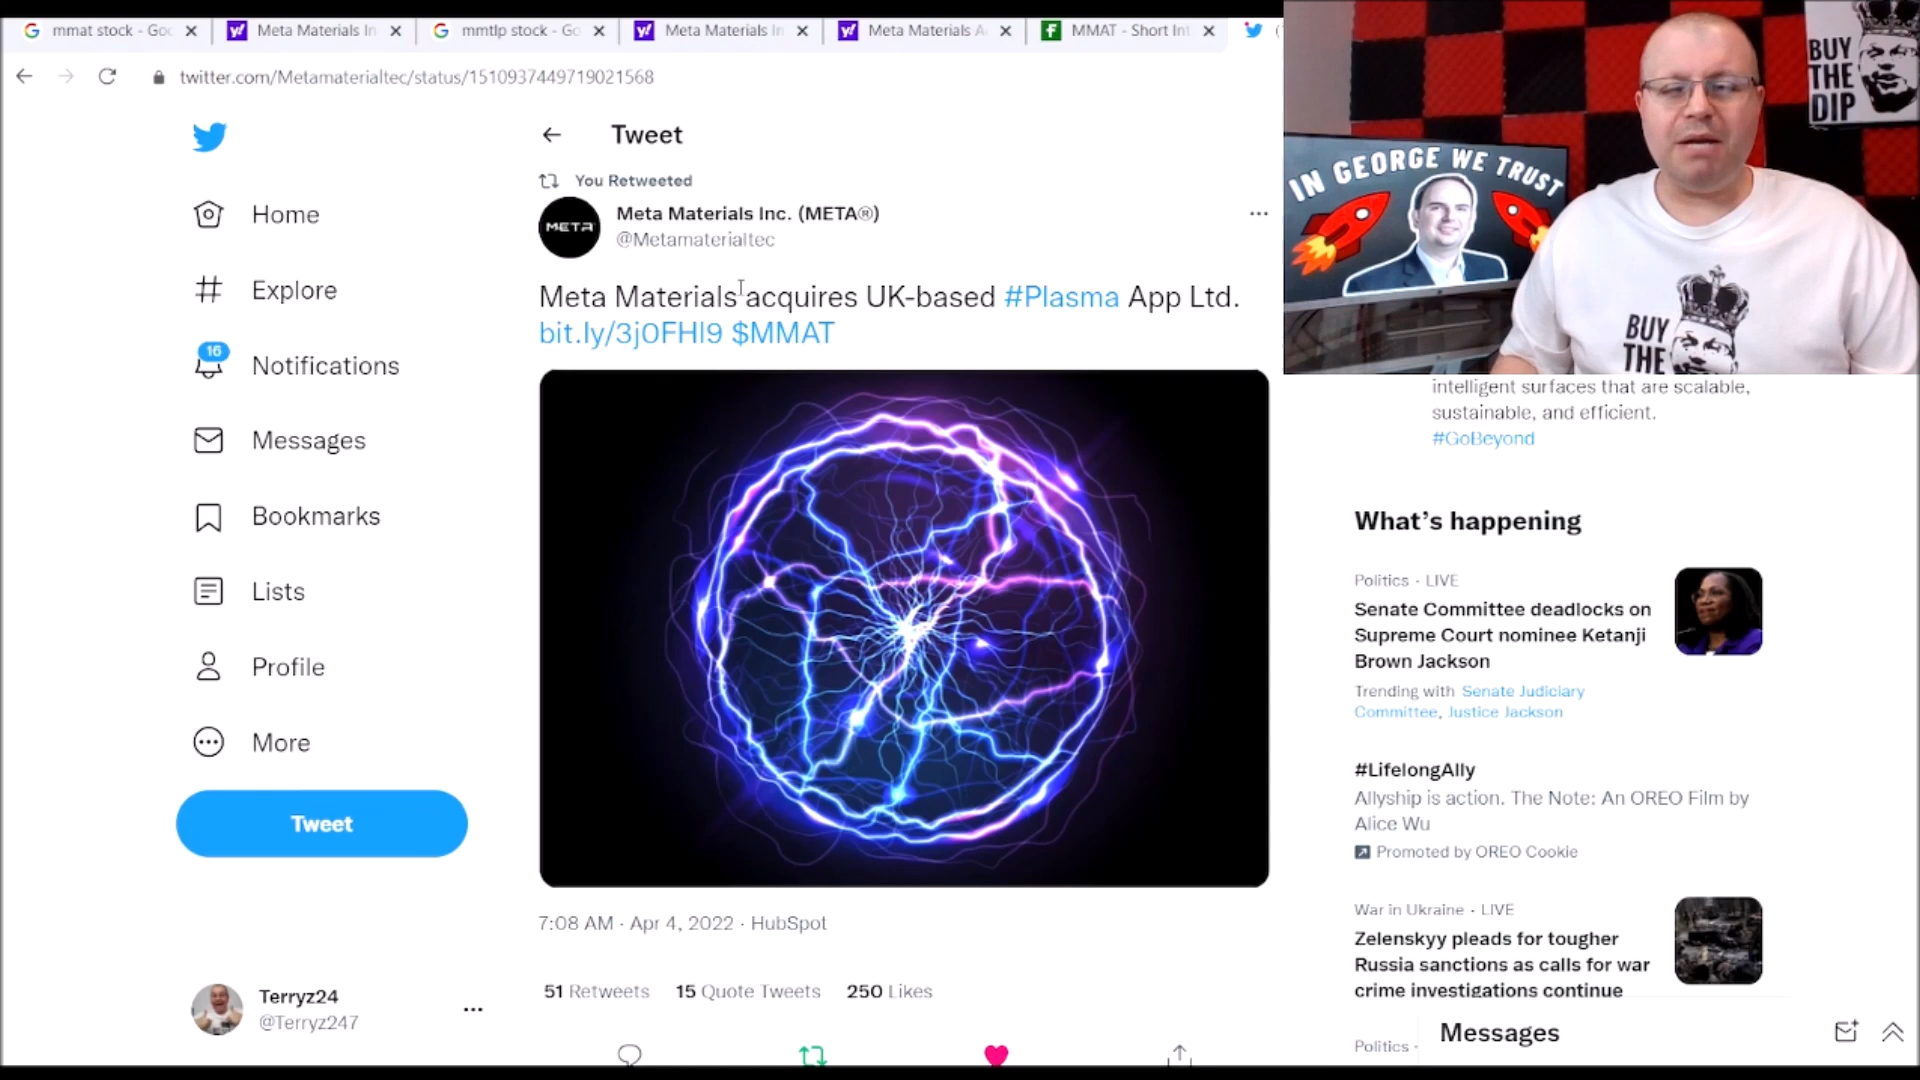 mmat stock - Goo
Meta Materials In
mmtlp stock - Go
Meta Materials In
Meta Materials A
MMAT - Short Int
twitter.com/Metamaterialtec/status/1510937449719021568
Tweet
You Retweeted
Meta Materials Inc. (META®)
@Metamaterialtec
META
Meta Materials acquires UK-based #Plasma App Ltd.
bit.ly/3j0FHl9 $MMAT
Home
Explore
16
Notifications
Messages
Bookmarks
Lists
Profile
More
Tweet
Terryz24
@Terryz247
7:08 AM · Apr 4, 2022 · HubSpot
51 Retweets 15 Quote Tweets 250 Likes
IN GEORGE WE TRUST
BUY
THE
DIP
BUY
THE
intelligent surfaces that are scalable,
sustainable, and efficient.
#GoBeyond
What's happening
Politics · LIVE
Senate Committee deadlocks on
Supreme Court nominee Ketanji
Brown Jackson
Trending with Senate Judiciary
Committee, Justice Jackson
#LifelongAlly
Allyship is action. The Note: An OREO Film by
Alice Wu
Promoted by OREO Cookie
War in Ukraine · LIVE
Zelenskyy pleads for tougher
Russia sanctions as calls for war
crime investigations continue
Politics ·
Messages